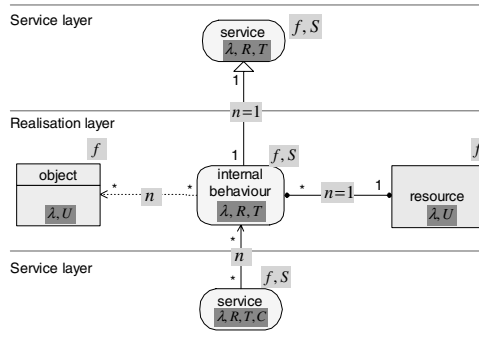 Service layer
service
f, S
λ, R, T
1
n=1
Realisation layer
f
1
f, S
f
object
internal
behaviour
*
n
*
*
n=1
1
resource
λ, U
λ, R, T
λ, U
*
n
Service layer
*
f, S
service
λ, R, T, C